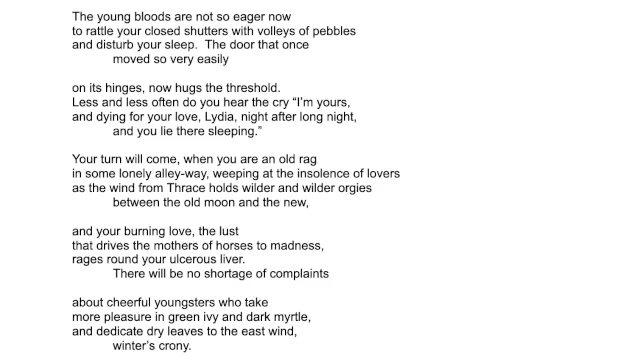 The young bloods are not so eager now
to rattle your closed shutters with volleys of pebbles
and disturb your sleep.  The door that once
moved so very easily
on its hinges, now hugs the threshold.
Less and less often do you hear the cry “I’m yours,
and dying for your love, Lydia, night after long night,
and you lie there sleeping.”
Your turn will come, when you are an old rag
in some lonely alley-way, weeping at the insolence of lovers
as the wind from Thrace holds wilder and wilder orgies
between the old moon and the new,
and your burning love, the lust
that drives the mothers of horses to madness,
rages round your ulcerous liver.
There will be no shortage of complaints
about cheerful youngsters who take
more pleasure in green ivy and dark myrtle,
and dedicate dry leaves to the east wind,
winter’s crony.